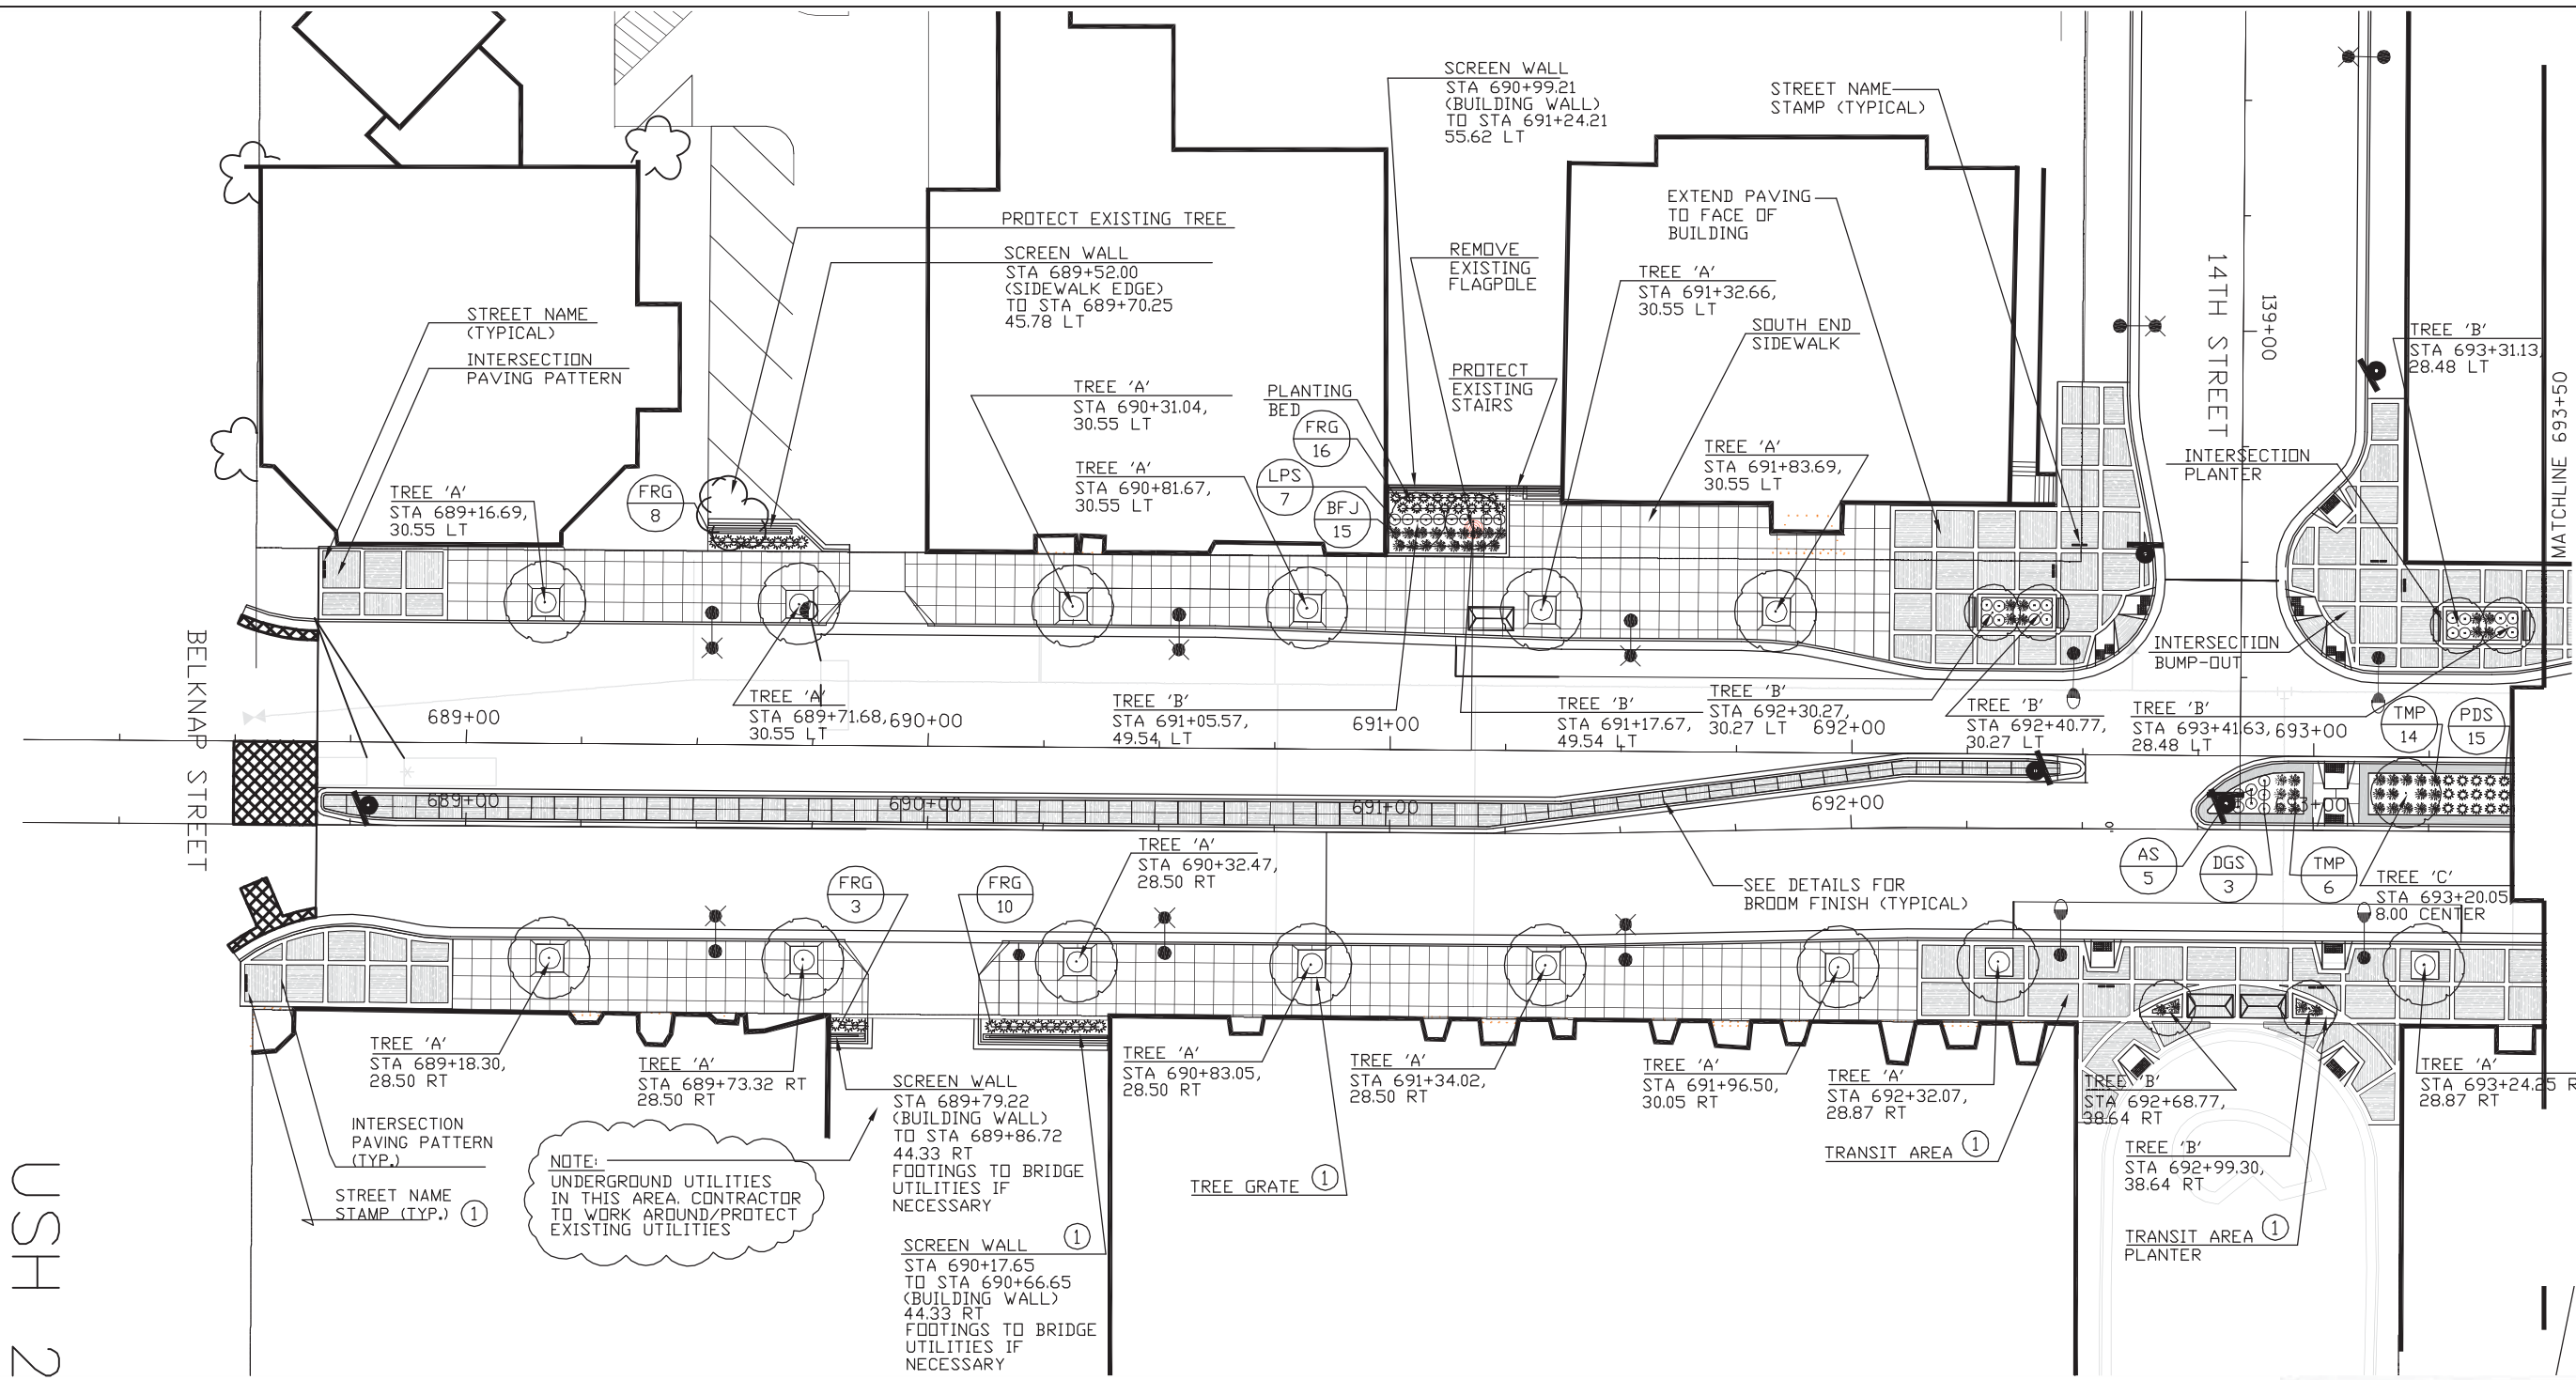 SCREEN WALL
STA 690+99.21
(BUILDING WALL)
TO STA 691+24.21
55.62 LT
STREET NAME
STAMP (TYPICAL)
PROTECT EXISTING TREE
SCREEN WALL
STA 689+52.00
(SIDEWALK EDGE)
TO STA 689+70.25
45.78 LT
EXTEND PAVING
TO FACE OF
BUILDING
REMOVE
EXISTING
FLAGPOLE
TREE 'A'
STA 691+32.66,
30.55 LT
SOUTH END
SIDEWALK
14TH STREET
139+00
TREE 'B'
STA 693+31.13,
28.48 LT
MATCHLINE 693+50
STREET NAME
(TYPICAL)
INTERSECTION
PAVING PATTERN
TREE 'A'
STA 690+31.04,
30.55 LT
PLANTING
BED
PROTECT
EXISTING
STAIRS
FRG
16
TREE 'A'
STA 691+83.69,
30.55 LT
INTERSECTION
PLANTER
TREE 'A'
STA 689+16.69,
30.55 LT
FRG
8
TREE 'A'
STA 690+81.67,
30.55 LT
LPS
7
BFJ
15
INTERSECTION
BUMP-OUT
BELKNAP STREET
689+00
TREE 'A'
STA 689+71.68,
30.55 LT
690+00
TREE 'B'
STA 691+05.57,
49.54 LT
691+00
TREE 'B'
STA 691+17.67,
49.54 LT
TREE 'B'
STA 692+30.27,
30.27 LT
692+00
TREE 'B'
STA 692+40.77,
30.27 LT
TREE 'B'
STA 693+41.63,
28.48 LT
693+00
TMP
14
PDS
15
689+00
690+00
691+00
692+00
693+00
FRG
3
FRG
10
TREE 'A'
STA 690+32.47,
28.50 RT
SEE DETAILS FOR
BROOM FINISH (TYPICAL)
AS
5
DGS
3
TMP
6
TREE 'C'
STA 693+20.05
8.00 CENTER
TREE 'A'
STA 689+18.30,
28.50 RT
TREE 'A'
STA 689+73.32 RT
28.50 RT
SCREEN WALL
STA 689+79.22
(BUILDING WALL)
TO STA 689+86.72
44.33 RT
FOOTINGS TO BRIDGE
UTILITIES IF
NECESSARY
TREE 'A'
STA 690+83.05,
28.50 RT
TREE 'A'
STA 691+34.02,
28.50 RT
TREE 'A'
STA 691+96.50,
30.05 RT
TREE 'A'
STA 692+32.07,
28.87 RT
TREE 'B'
STA 692+68.77,
38.64 RT
TREE 'A'
STA 693+24.25 R
28.87 RT
INTERSECTION
PAVING PATTERN
(TYP.)
STREET NAME
STAMP (TYP.) 1
NOTE:
UNDERGROUND UTILITIES
IN THIS AREA. CONTRACTOR
TO WORK AROUND/PROTECT
EXISTING UTILITIES
TREE GRATE 1
TRANSIT AREA 1
TREE 'B'
STA 692+99.30,
38.64 RT
TRANSIT AREA 1
PLANTER
SCREEN WALL 1
STA 690+17.65
TO STA 690+66.65
(BUILDING WALL)
44.33 RT
FOOTINGS TO BRIDGE
UTILITIES IF
NECESSARY
USH 2